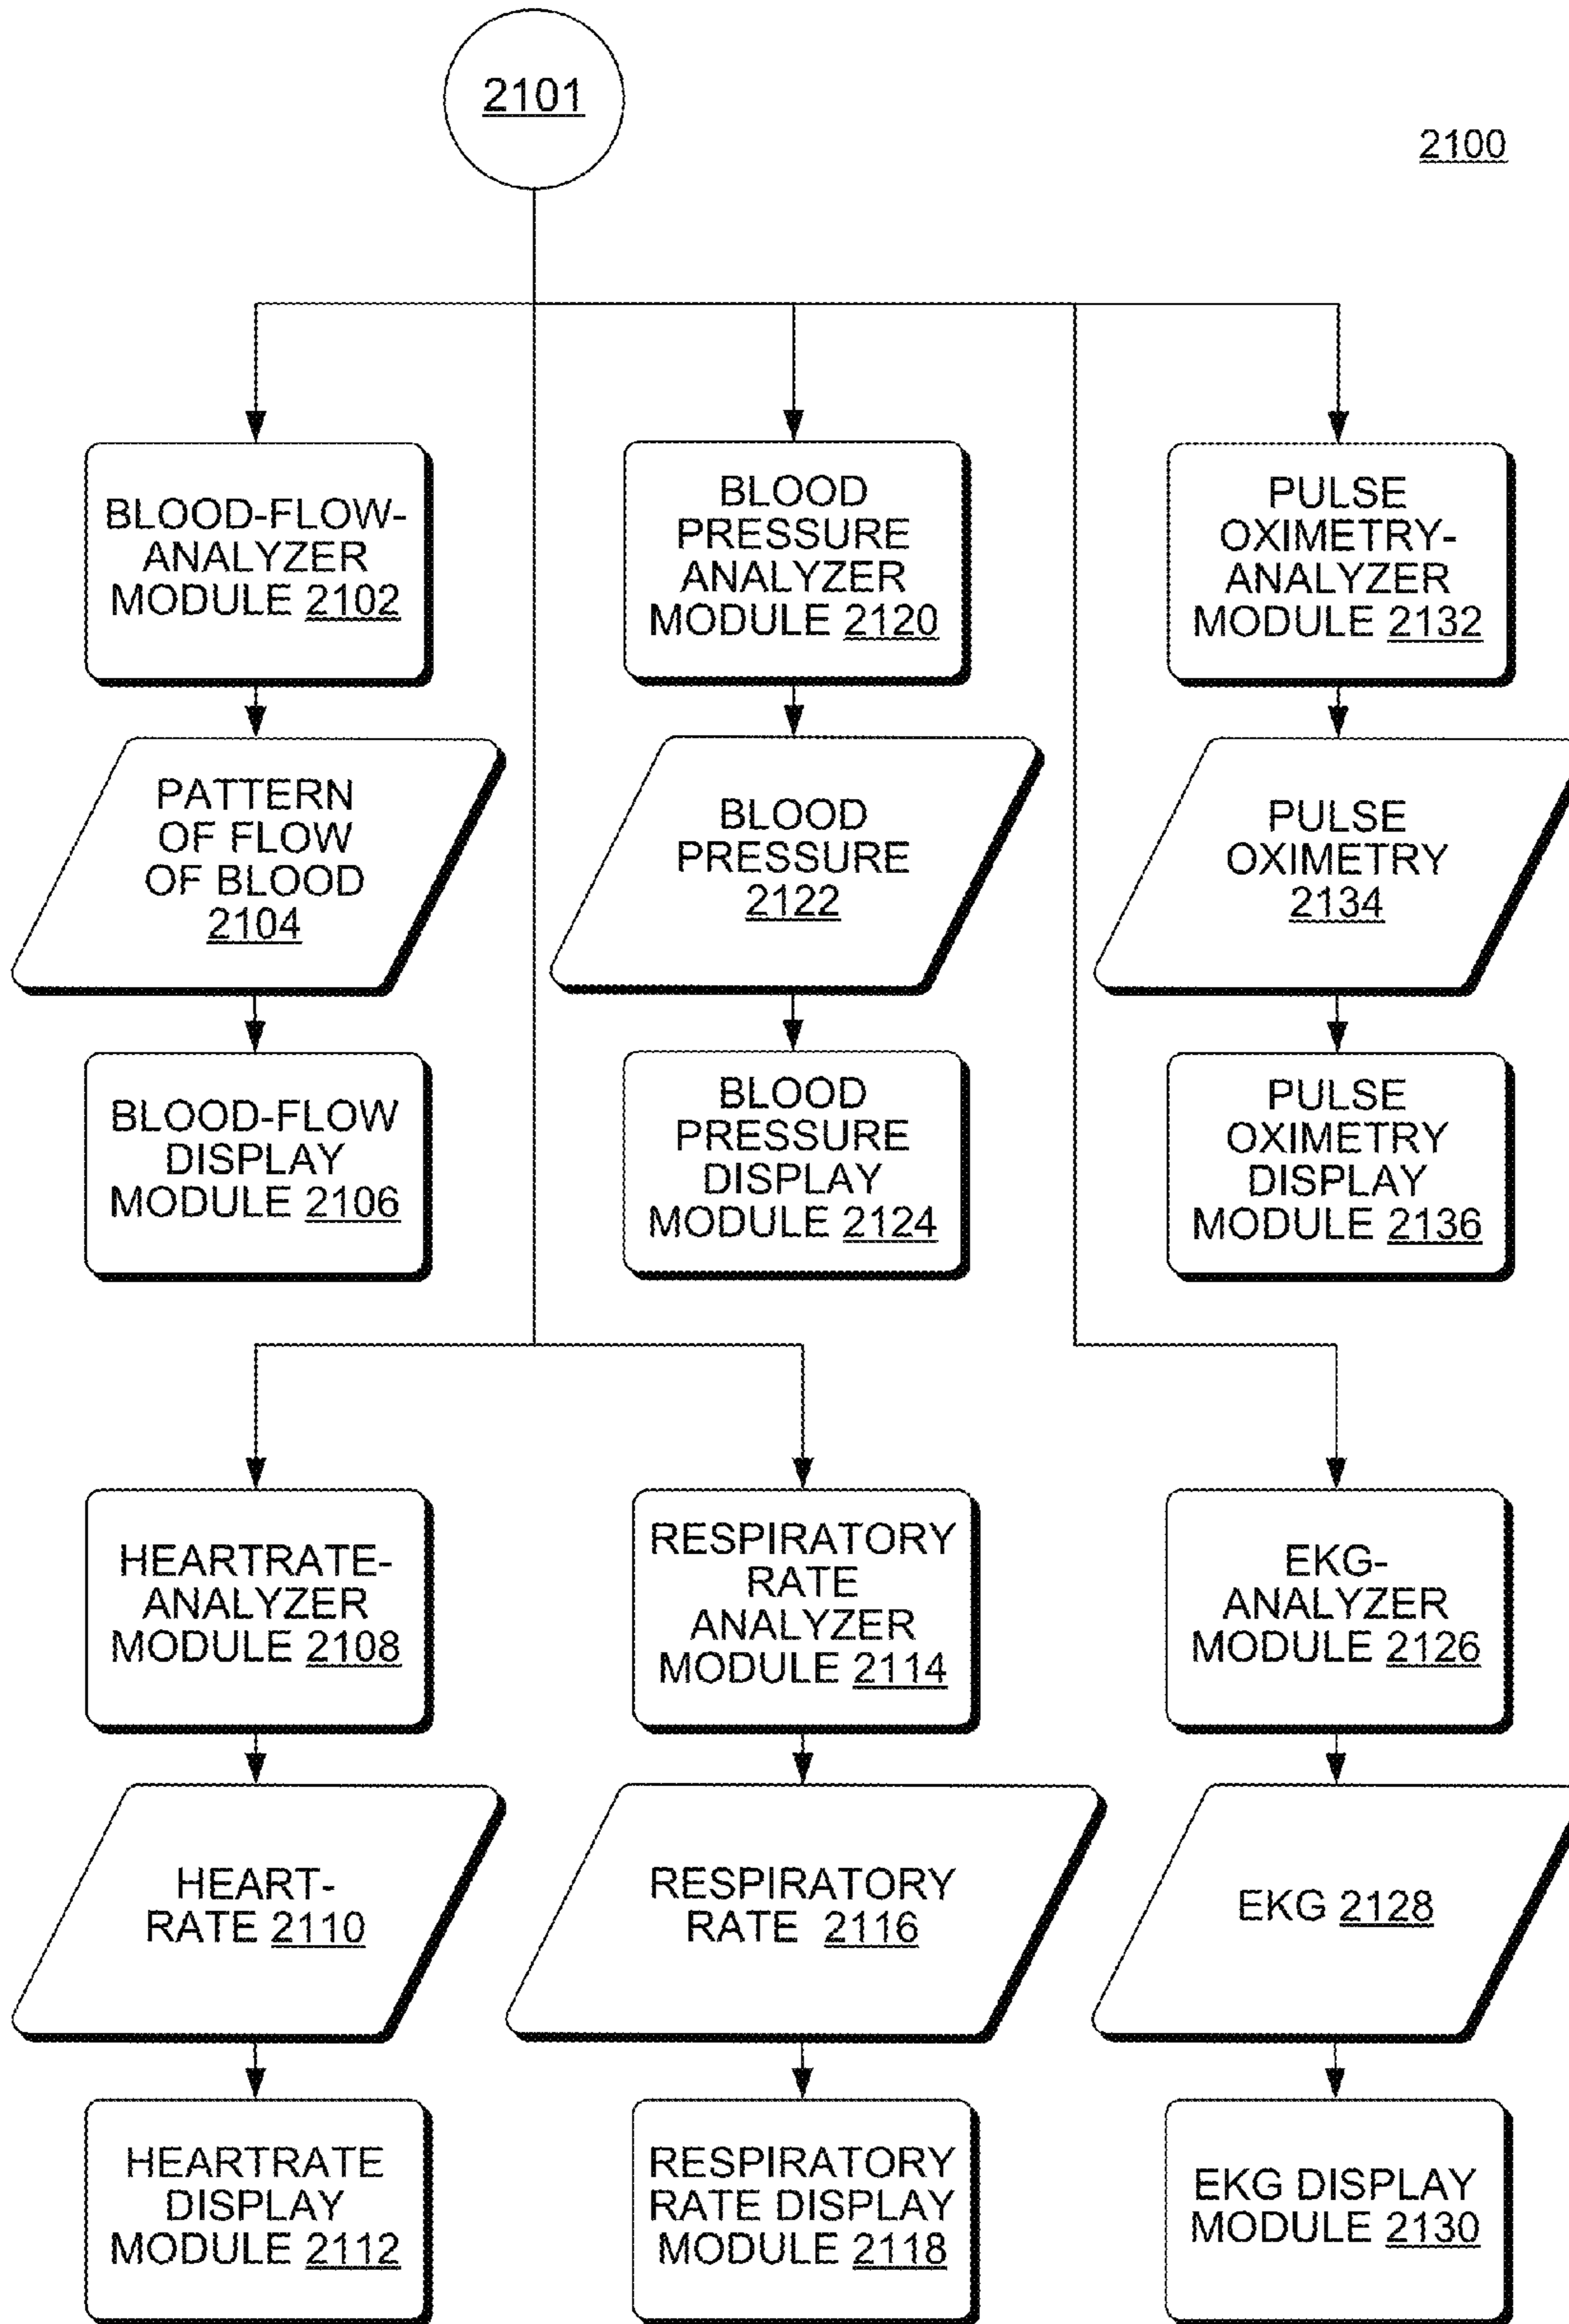 2101
2100
BLOOD-FLOW-
ANALYZER
MODULE 2102
BLOOD
PRESSURE
ANALYZER
MODULE 2120
PULSE
OXIMETRY-
ANALYZER
MODULE 2132
PATTERN
OF FLOW
OF BLOOD
2104
BLOOD
PRESSURE
2122
PULSE
OXIMETRY
2134
BLOOD-FLOW
DISPLAY
MODULE 2106
BLOOD
PRESSURE
DISPLAY
MODULE 2124
PULSE
OXIMETRY
DISPLAY
MODULE 2136
HEARTRATE-
ANALYZER
MODULE 2108
RESPIRATORY
RATE
ANALYZER
MODULE 2114
EKG-
ANALYZER
MODULE 2126
HEART-
RATE 2110
RESPIRATORY
RATE 2116
EKG 2128
HEARTRATE
DISPLAY
MODULE 2112
RESPIRATORY
RATE DISPLAY
MODULE 2118
EKG DISPLAY
MODULE 2130